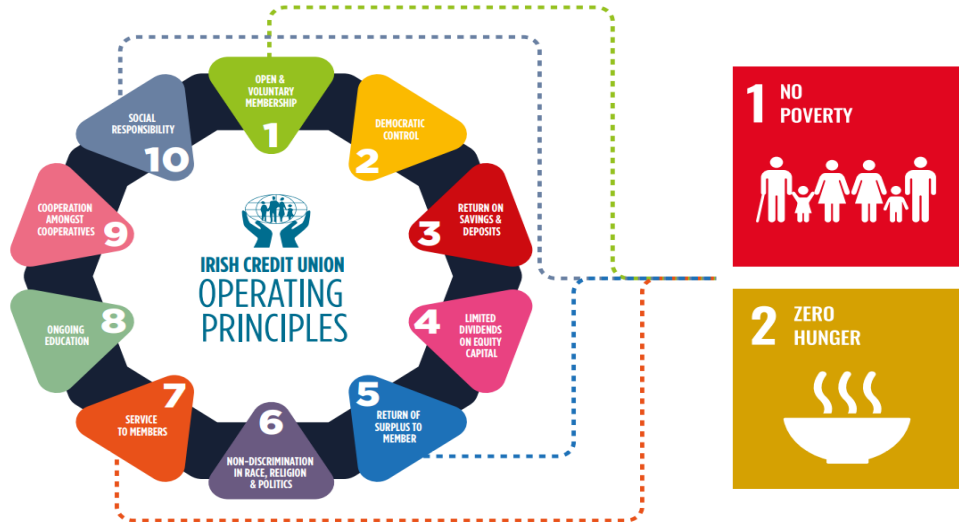 OPEN &
VOLUNTARY
MEMBERSHIP
1
DEMOCRATIC
CONTROL
2
RETURN ON
SAVINGS &
DEPOSITS
3
LIMITED
DIVIDENDS
ON EQUITY
CAPITAL
4
RETURN OF
SURPLUS TO
MEMBER
5
NON-DISCRIMINATION
IN RACE, RELIGION
& POLITICS
6
SERVICE
TO MEMBERS
7
ONGOING
EDUCATION
8
COOPERATION
AMONGST
COOPERATIVES
9
SOCIAL
RESPONSIBILITY
10
IRISH CREDIT UNION
OPERATING
PRINCIPLES
1 NO
POVERTY
2 ZERO
HUNGER